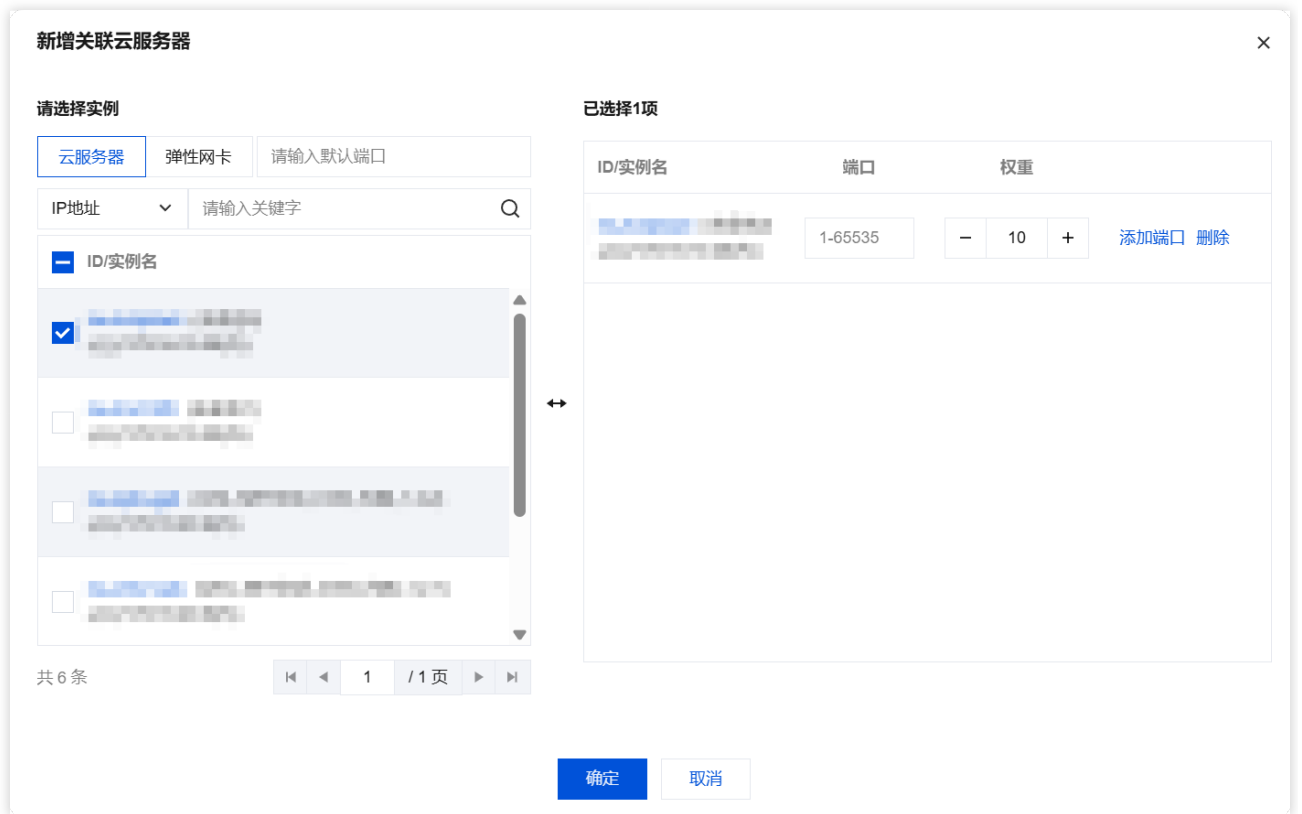 新增关联云服务器
请选择实例
云服务器 弹性网卡 请输入默认端口
IP地址 请输入关键字
ID/实例名
共 6 条 1 / 1 页
已选择1项
ID/实例名 端口 权重
1-65535 10 添加端口 删除
确定 取消